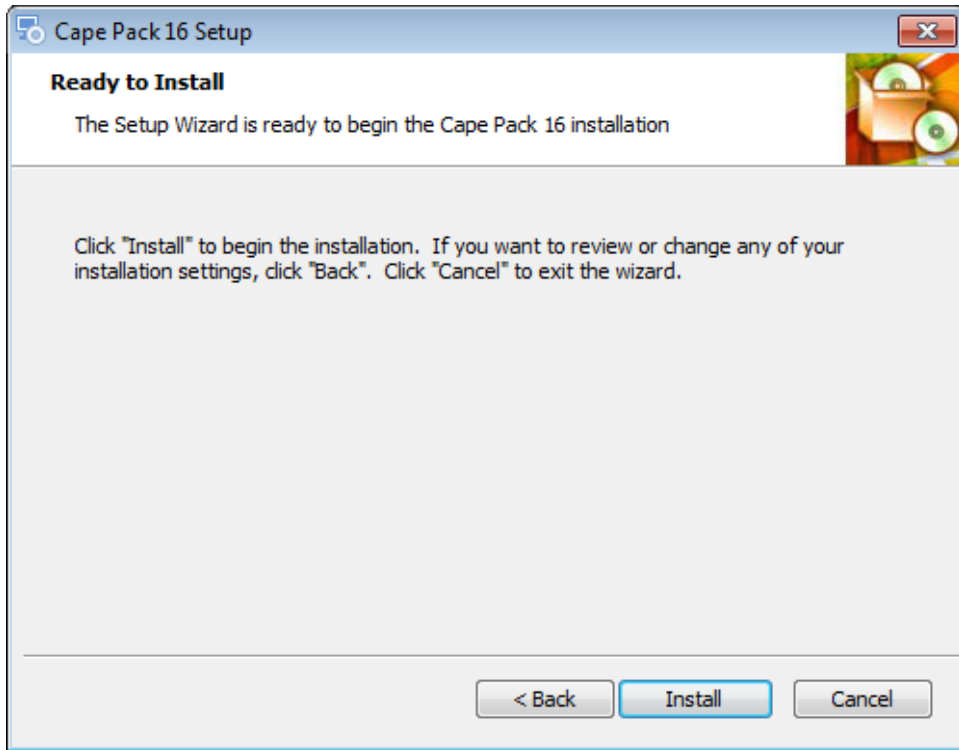 Cape Pack 16 Setup
Ready to Install
The Setup Wizard is ready to begin the Cape Pack 16 installation
Click "Install" to begin the installation.  If you want to review or change any of your
installation settings, click "Back".  Click "Cancel" to exit the wizard.
< Back
Install
Cancel